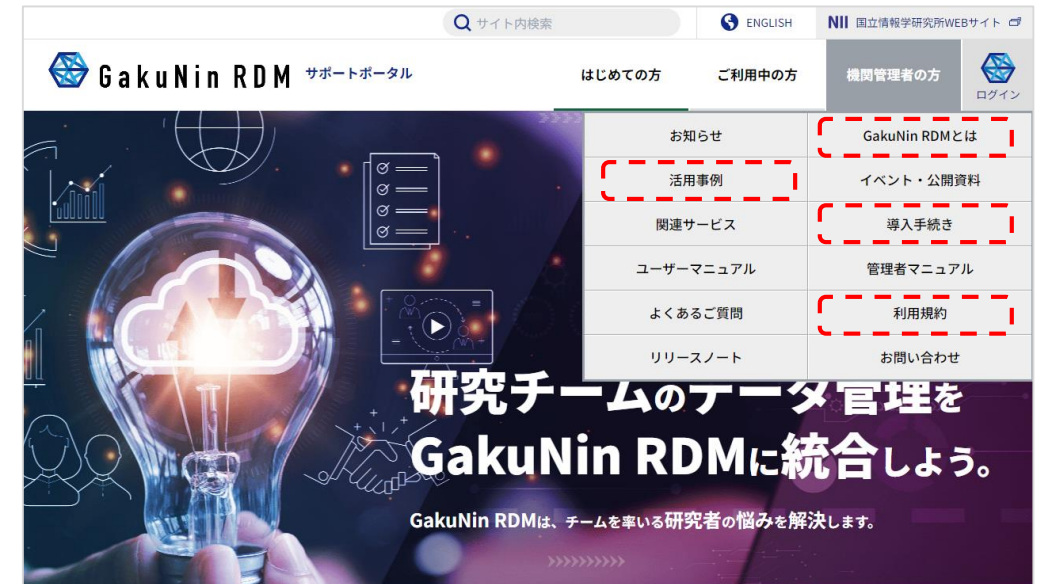 サイト内検索
ENGLISH
NII 国立情報学研究所WEBサイト
GakuNin RDM サポートポータル
はじめての方
ご利用中の方
機関管理者の方
ログイン
お知らせ
GakuNin RDMとは
活用事例
イベント・公開資料
関連サービス
導入手続き
ユーザーマニュアル
管理者マニュアル
よくあるご質問
利用規約
リリースノート
お問い合わせ
研究チームのデータ管理を
GakuNin RDMに統合しよう。
GakuNin RDMは、チームを率いる研究者の悩みを解決します。